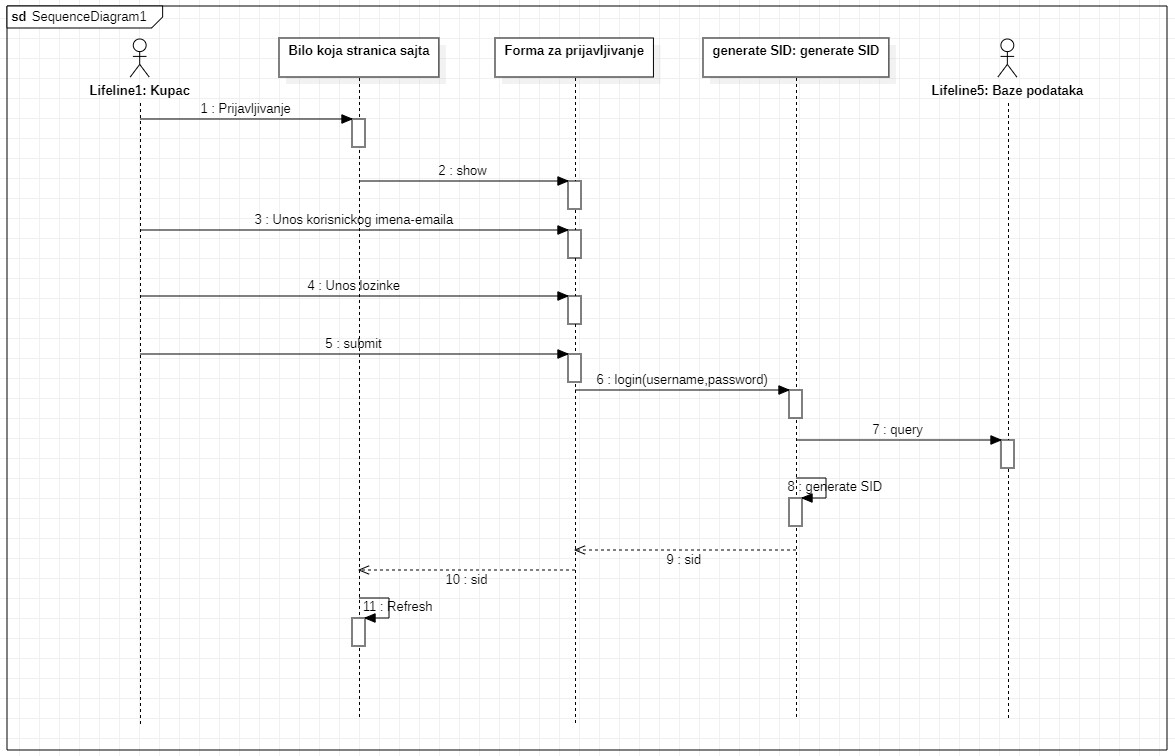 sd SequenceDiagram1
Bilo koja stranica sajta
Forma za prijavljivanje
generate SID: generate SID
Lifeline1: Kupac
Lifeline5: Baze podataka
1 : Prijavljivanje
2 : show
3 : Unos korisnickog imena-emaila
4 : Unos lozinke
5 : submit
6 : login(username,password)
7 : query
8 : generate SID
9 : sid
10 : sid
11 : Refresh